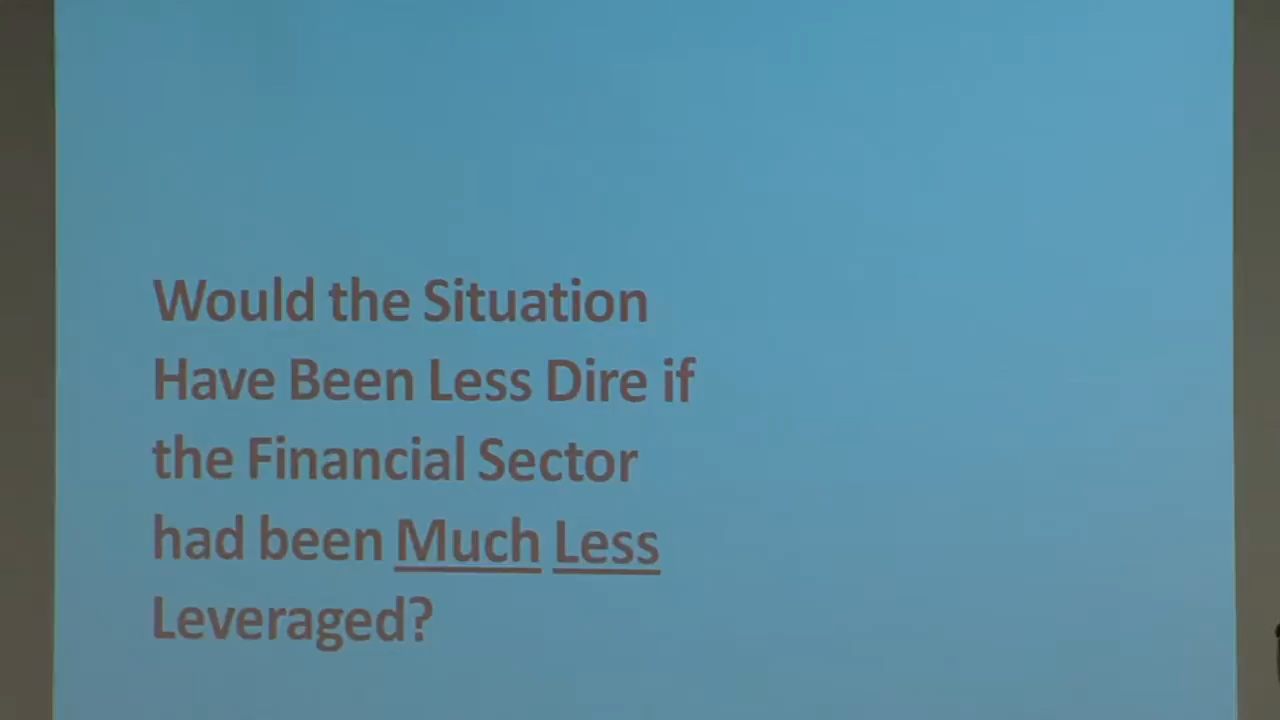 Would the Situation
Have Been Less Dire if
the Financial Sector
had been Much Less
Leveraged?